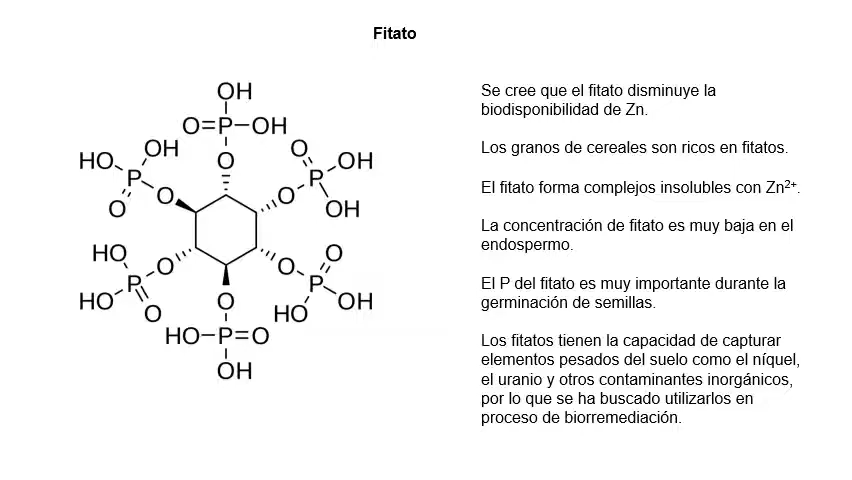 Fitato
OH
O=P–OH
O
HO
OH
P
O
O
O
P
OH
OH
O
HO
HO
P
O
O
O
O
P
OH
HO
O
HO–P=O
OH
Se cree que el fitato disminuye la
biodisponibilidad de Zn.
Los granos de cereales son ricos en fitatos.
El fitato forma complejos insolubles con Zn²⁺.
La concentración de fitato es muy baja en el
endospermo.
El P del fitato es muy importante durante la
germinación de semillas.
Los fitatos tienen la capacidad de capturar
elementos pesados del suelo como el níquel,
el uranio y otros contaminantes inorgánicos,
por lo que se ha buscado utilizarlos en
proceso de biorremediación.